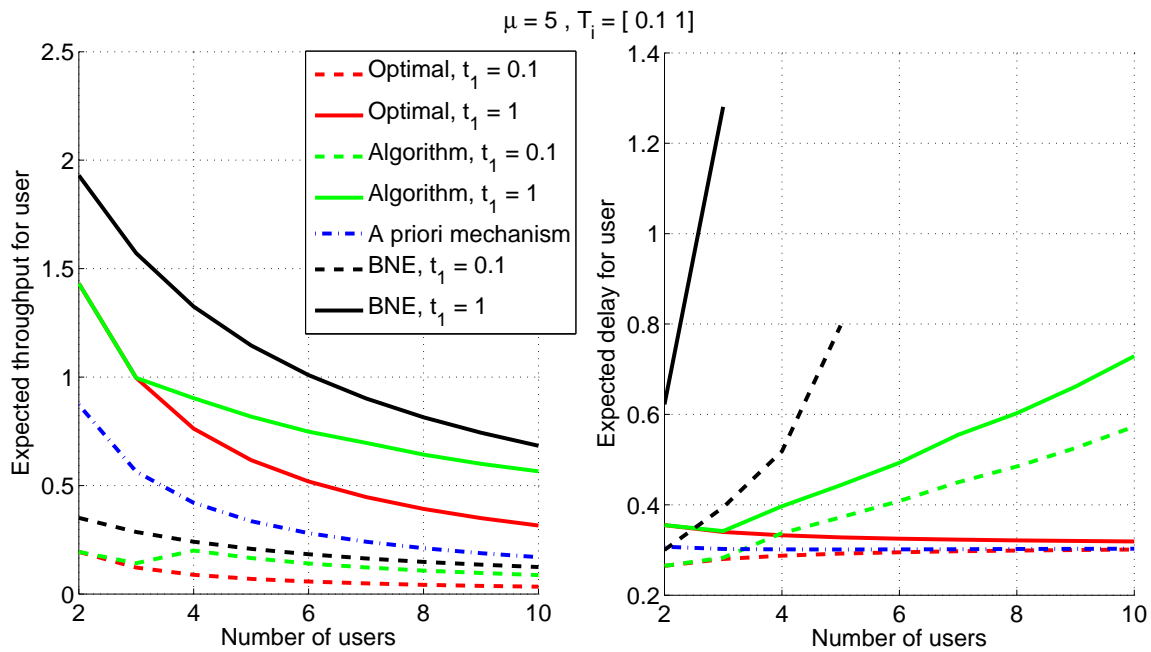 μ = 5 , T_i = [ 0.1 1]
Expected throughput for user
2.5
2
1.5
1
0.5
0
2 4 6 8 10
Number of users
Optimal, t_1 = 0.1
Optimal, t_1 = 1
Algorithm, t_1 = 0.1
Algorithm, t_1 = 1
A priori mechanism
BNE, t_1 = 0.1
BNE, t_1 = 1
Expected delay for user
1.4
1.2
1
0.8
0.6
0.4
0.2
2 4 6 8 10
Number of users